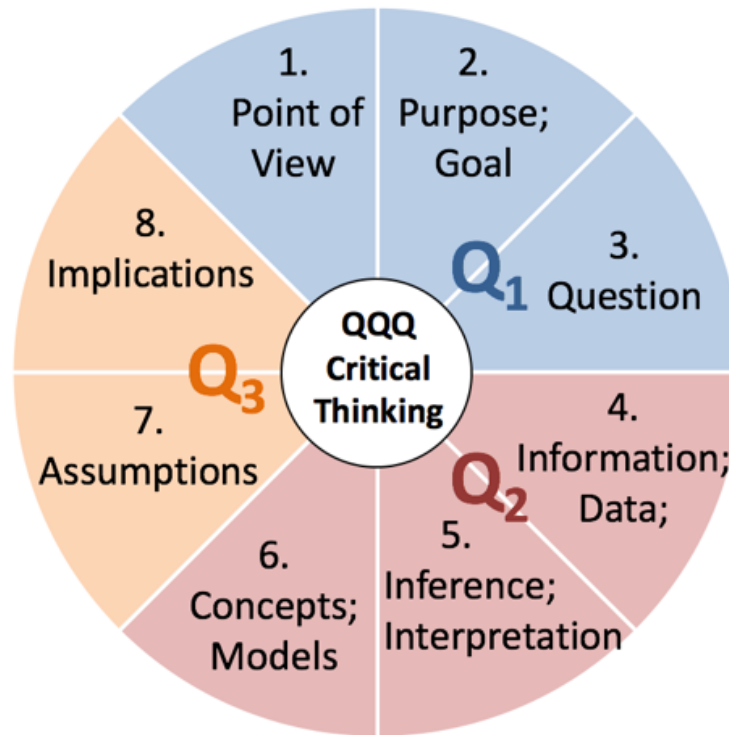 1.
Point of
View
2.
Purpose;
Goal
Q1
3.
Question
QQQ
Critical
Thinking
4.
Information;
Data;
Q2
5.
Inference;
Interpretation
6.
Concepts;
Models
7.
Assumptions
Q3
8.
Implications